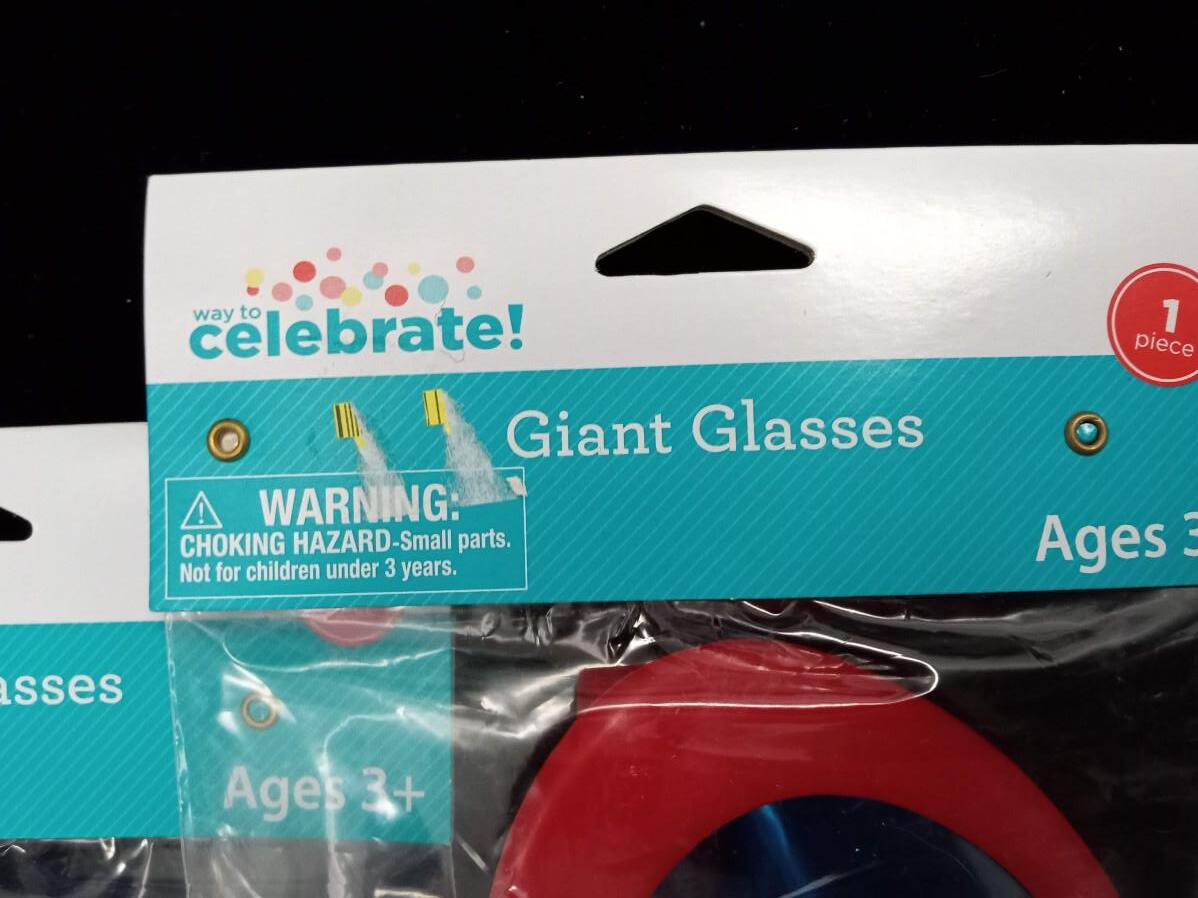 way to
celebrate!
1
piece
Giant Glasses
WARNING:
CHOKING HAZARD-Small parts.
Not for children under 3 years.
Ages 3
asses
Ages 3+